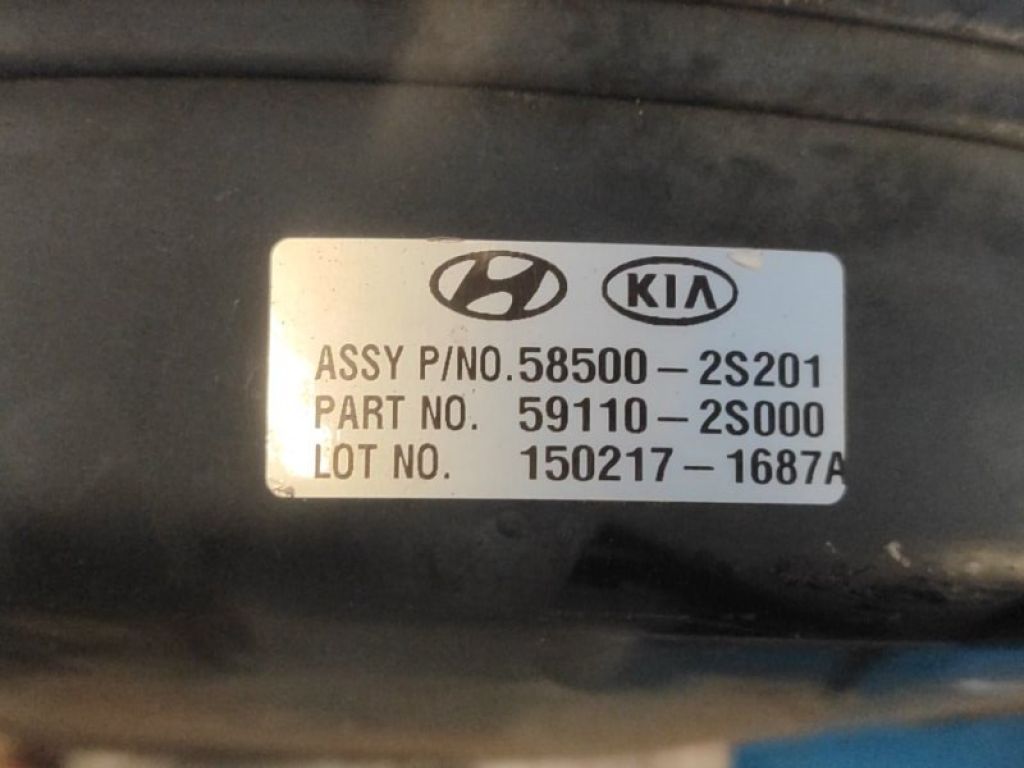 KIA
ASSY P/NO.58500-2S201
PART NO. 59110-2S000
LOT NO. 150217-1687A